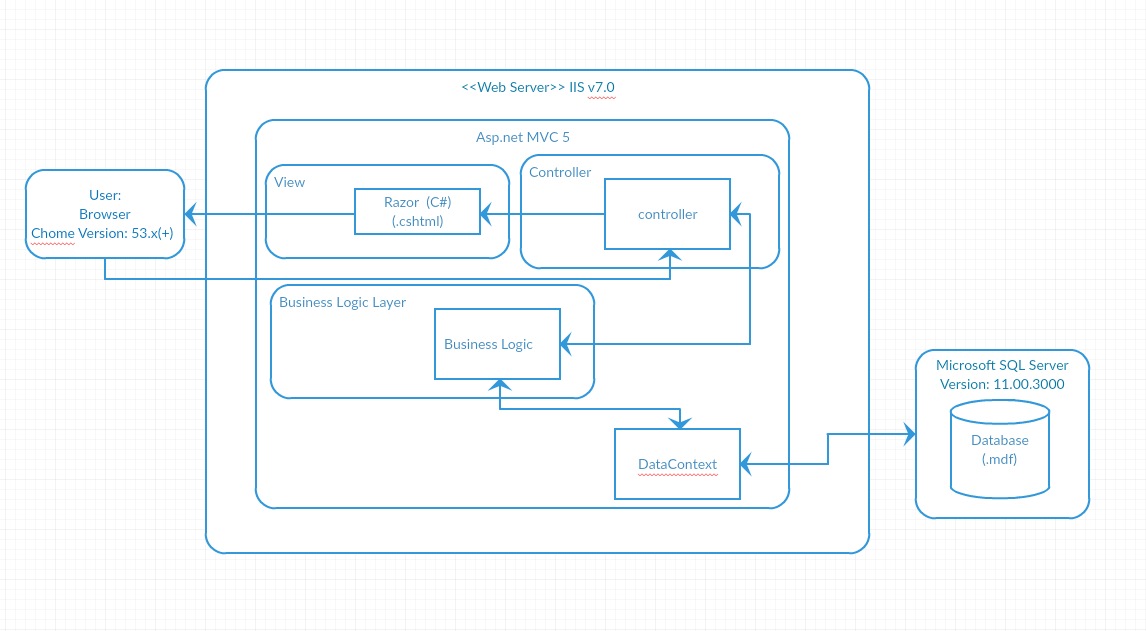 <<Web Server>> IIS v7.0
Asp.net MVC 5
User:
Browser
Chome Version: 53.x(+)
View
Razor (C#)
(.cshtml)
Controller
controller
Business Logic Layer
Business Logic
DataContext
Microsoft SQL Server
Version: 11.00.3000
Database
(.mdf)